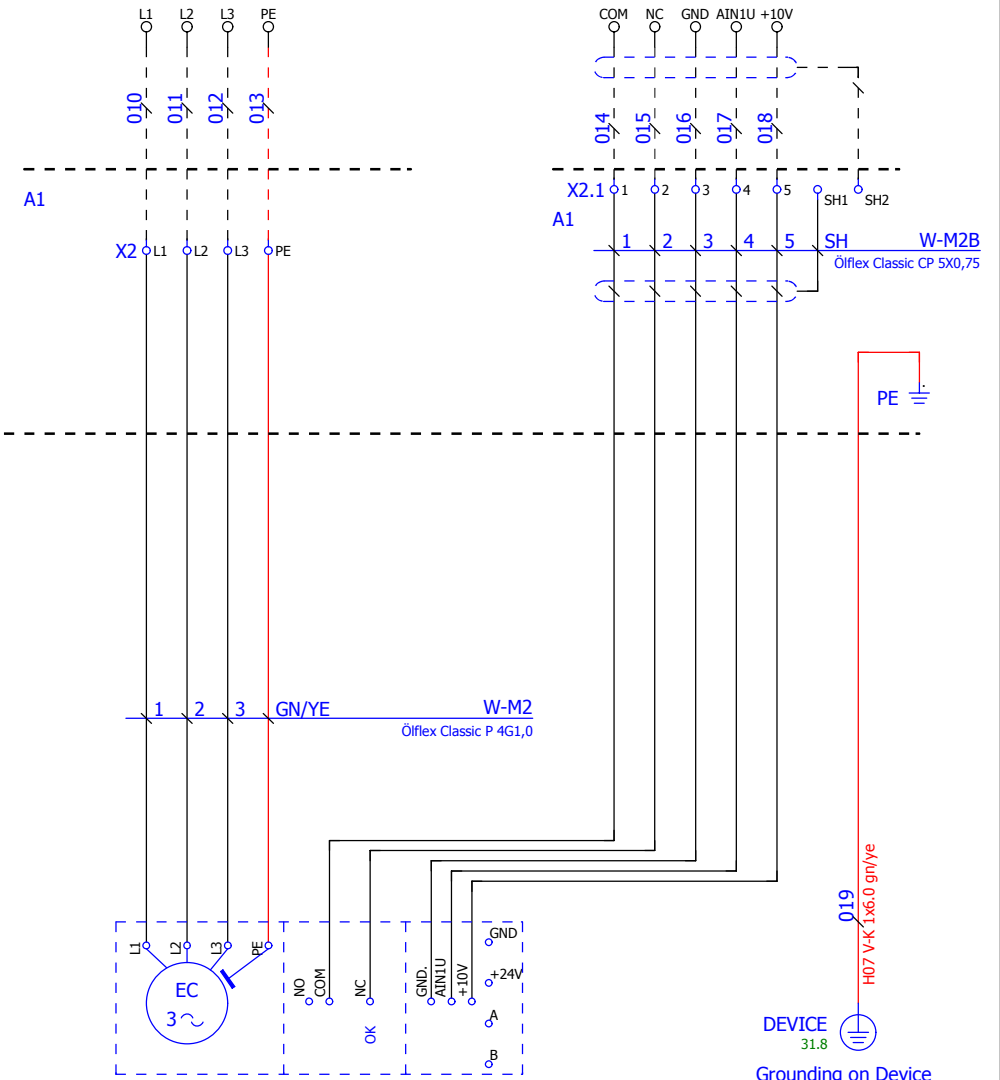 L1 L2 L3 PE
COM NC GND AIN1U +10V
010 011 012 013
014 015 016 017 018
A1
X2.1 1 2 3 4 5 SH1 SH2
A1
1 2 3 4 5 SH W-M2B
Ölflex Classic CP 5X0,75
X2 L1 L2 L3 PE
PE
1 2 3 GN/YE W-M2
Ölflex Classic P 4G1,0
019
H07 V-K 1x6.0 gn/ye
L1 L2 L3 PE
EC
3
NO COM NC
OK
GND. AIN1U +10V
GND
+24V
A
B
DEVICE
31.8
Grounding on Device